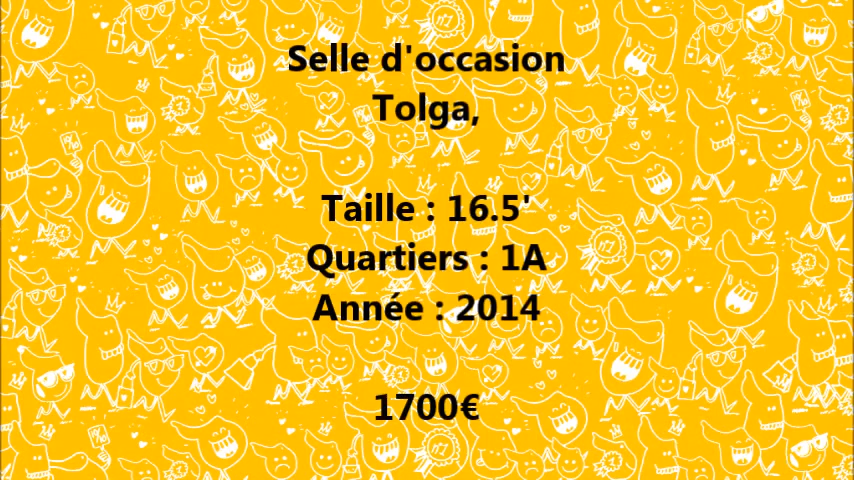 Selle d'occasion
Tolga,
Taille : 16.5'
Quartiers : 1A
Année : 2014
1700€